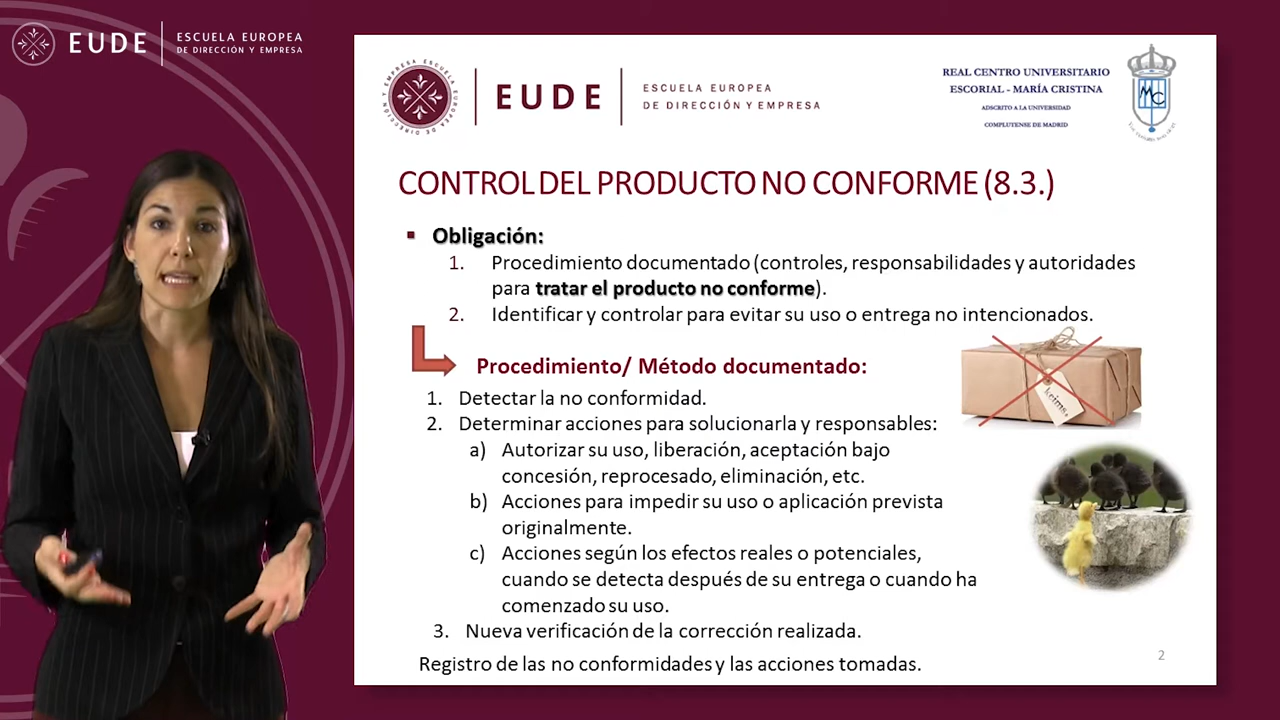 EUDE
ESCUELA EUROPEA
DE DIRECCIÓN Y EMPRESA
EUDE
ESCUELA EUROPEA
DE DIRECCIÓN Y EMPRESA
REAL CENTRO UNIVERSITARIO
ESCORIAL - MARÍA CRISTINA
ADSCRITO A LA UNIVERSIDAD
COMPLUTENSE DE MADRID
CONTROL DEL PRODUCTO NO CONFORME (8.3.)
▪ Obligación:
1. Procedimiento documentado (controles, responsabilidades y autoridades
para tratar el producto no conforme).
2. Identificar y controlar para evitar su uso o entrega no intencionados.
Procedimiento/ Método documentado:
1. Detectar la no conformidad.
2. Determinar acciones para solucionarla y responsables:
a) Autorizar su uso, liberación, aceptación bajo
concesión, reprocesado, eliminación, etc.
b) Acciones para impedir su uso o aplicación prevista
originalmente.
c) Acciones según los efectos reales o potenciales,
cuando se detecta después de su entrega o cuando ha
comenzado su uso.
3. Nueva verificación de la corrección realizada.
Registro de las no conformidades y las acciones tomadas.
2